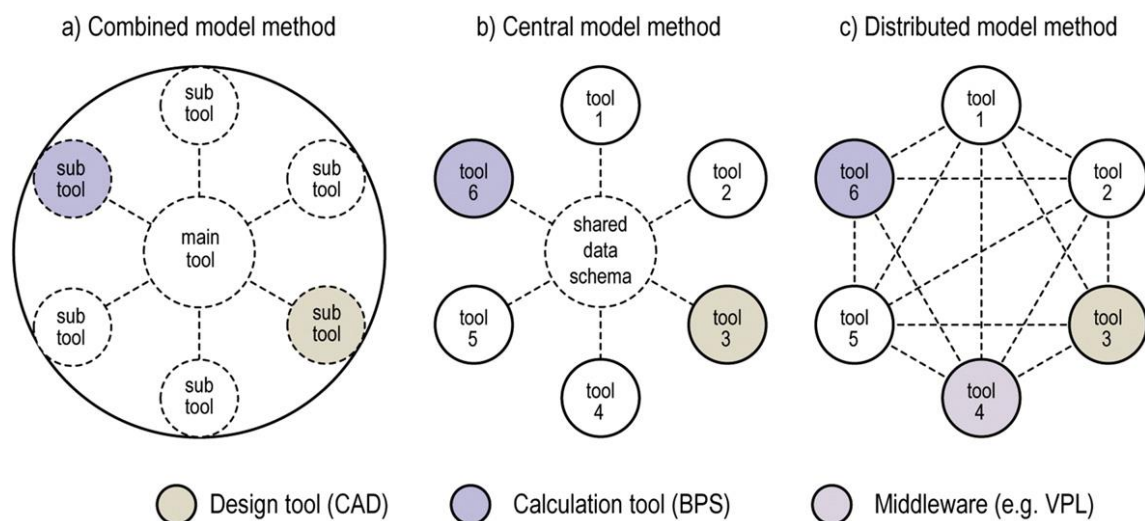 a) Combined model method
b) Central model method
c) Distributed model method
sub
tool
sub
tool
sub
tool
main
tool
sub
tool
sub
tool
sub
tool
tool
1
tool
6
tool
2
shared
data
schema
tool
5
tool
3
tool
4
tool
1
tool
6
tool
2
tool
5
tool
3
tool
4
Design tool (CAD)
Calculation tool (BPS)
Middleware (e.g. VPL)